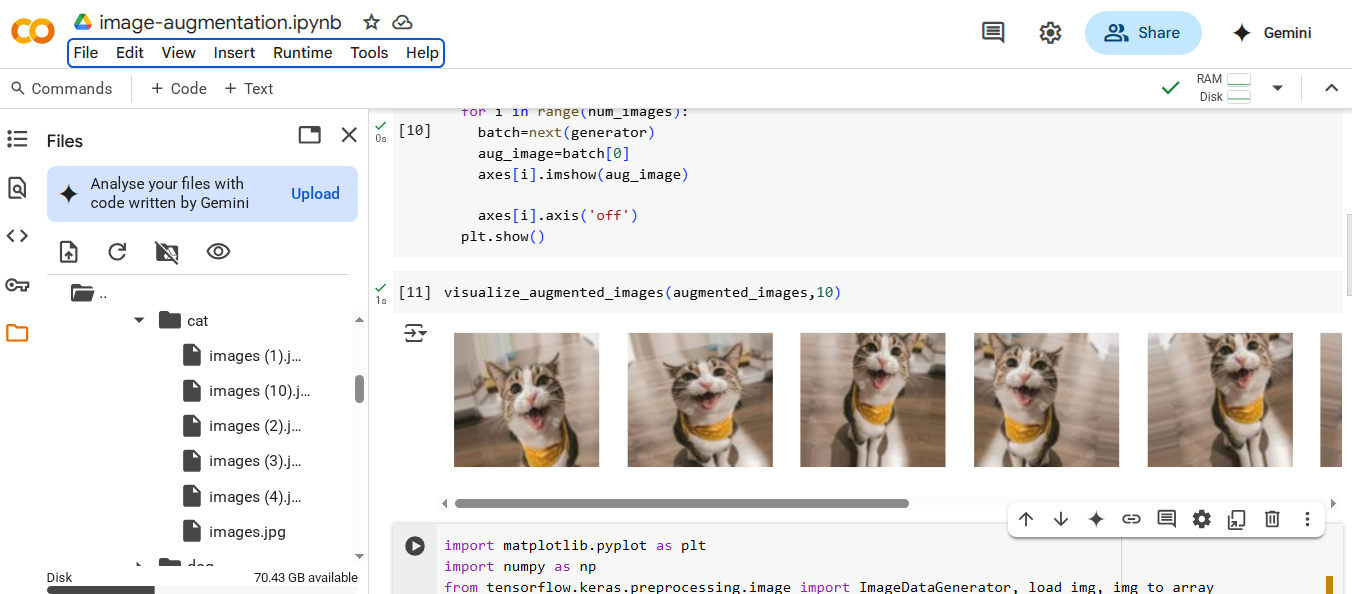 image-augmentation.ipynb
File Edit View Insert Runtime Tools Help
Share
Gemini
Commands
+ Code + Text
RAM
Disk
Files
Analyse your files with
code written by Gemini
Upload
..
cat
images (1).j...
images (10).j...
images (2).j...
images (3).j...
images (4).j...
images.jpg
dog
Disk
70.43 GB available
0s
[10]
for i in range(num_images):
batch=next(generator)
aug_image=batch[0]
axes[i].imshow(aug_image)
axes[i].axis('off')
plt.show()
1s
[11]
visualize_augmented_images(augmented_images,10)
import matplotlib.pyplot as plt
import numpy as np
from tensorflow.keras.preprocessing.image import ImageDataGenerator, load_img, img_to_array